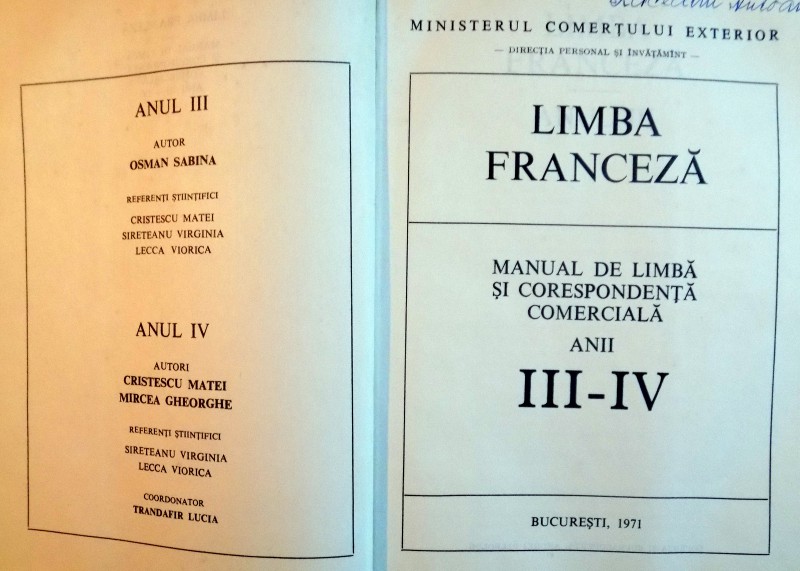 ANUL III
AUTOR
OSMAN SABINA
REFERENȚI ȘTIINȚIFICI
CRISTESCU MATEI
SIRETEANU VIRGINIA
LECCA VIORICA
ANUL IV
AUTORI
CRISTESCU MATEI
MIRCEA GHEORGHE
REFERENȚI ȘTIINȚIFICI
SIRETEANU VIRGINIA
LECCA VIORICA
COORDONATOR
TRANDAFIR LUCIA
MINISTERUL COMERȚULUI EXTERIOR
— DIRECȚIA PERSONAL ȘI ÎNVĂȚĂMÎNT —
LIMBA
FRANCEZĂ
MANUAL DE LIMBĂ
ȘI CORESPONDENȚĂ
COMERCIALĂ
ANII
III-IV
BUCUREȘTI, 1971